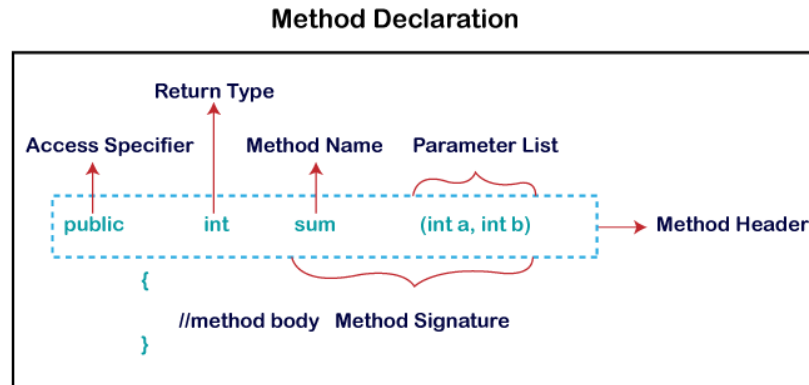 Method Declaration
Return Type
Access Specifier Method Name Parameter List
public int sum (int a, int b) Method Header
{
//method body Method Signature
}